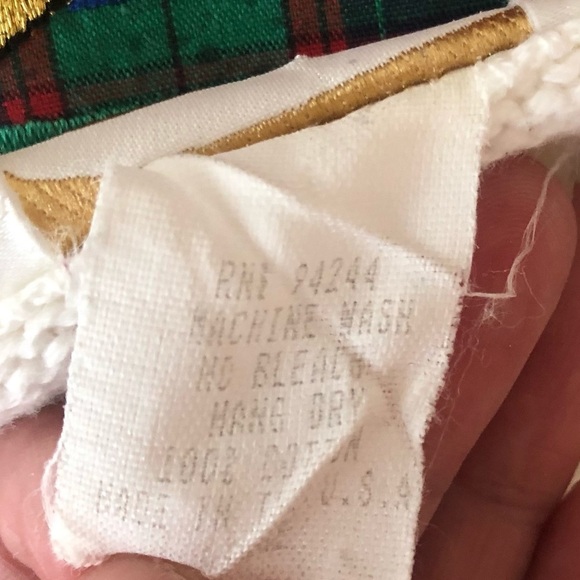 RN# 94244
MACHINE WASH
NO BLEACH
HANG DRY
100% COTTON
MADE IN THE U.S.A